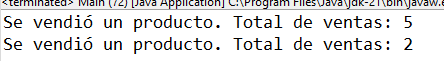 <terminated> Main (72) [Java Application] C:\Program Files\Java\jdk-21\bin\javaw.e
Se vendió un producto. Total de ventas: 5
Se vendió un producto. Total de ventas: 2